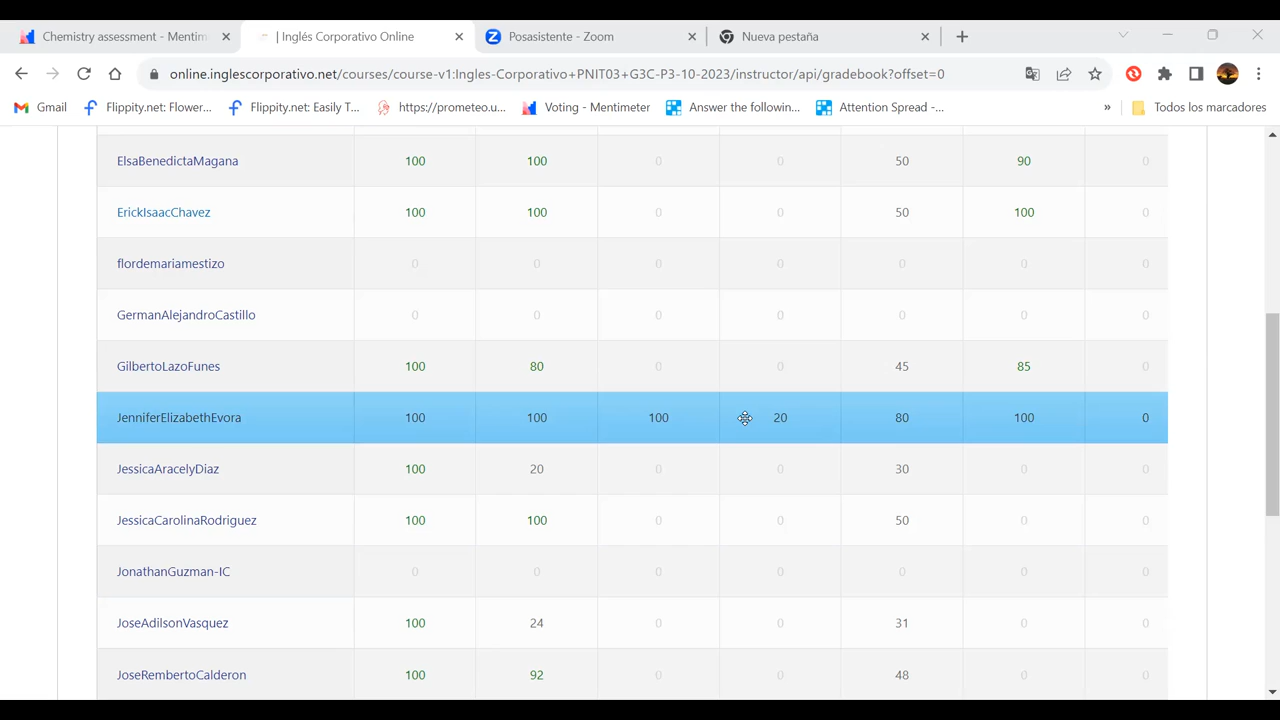 Chemistry assessment - Mentim
| Inglés Corporativo Online
Posasistente - Zoom
Nueva pestaña
online.inglescorporativo.net/courses/course-v1:Ingles-Corporativo+PNIT03+G3C-P3-10-2023/instructor/api/gradebook?offset=0
Gmail
Flippity.net: Flower...
Flippity.net: Easily T...
https://prometeo.u...
Voting - Mentimeter
Answer the followin...
Attention Spread -...
»
Todos los marcadores
ElsaBenedictaMagana 100 100 0 0 50 90 0
ErickIsaacChavez 100 100 0 0 50 100 0
flordemariamestizo 0 0 0 0 0 0 0
GermanAlejandroCastillo 0 0 0 0 0 0 0
GilbertoLazoFunes 100 80 0 0 45 85 0
JenniferElizabethEvora 100 100 100 20 80 100 0
JessicaAracelyDiaz 100 20 0 0 30 0 0
JessicaCarolinaRodriguez 100 100 0 0 50 0 0
JonathanGuzman-IC 0 0 0 0 0 0 0
JoseAdilsonVasquez 100 24 0 0 31 0 0
JoseRembertoCalderon 100 92 0 0 48 0 0